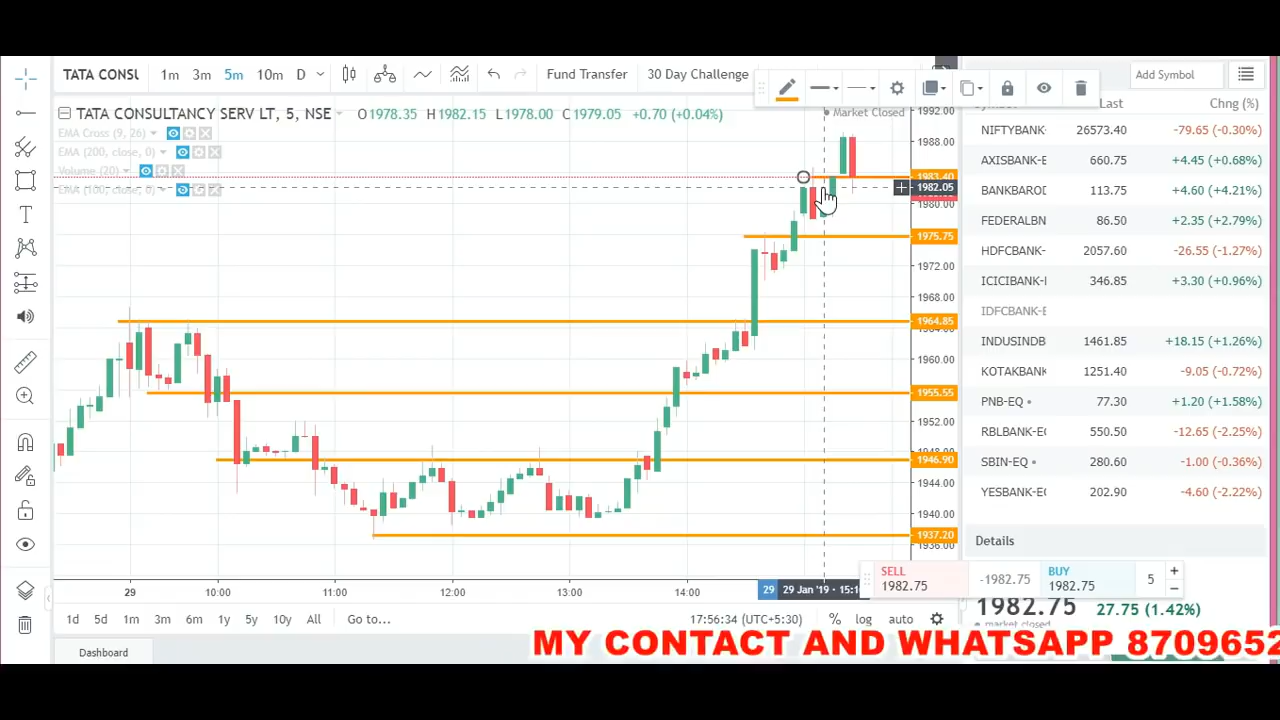 TATA CONSU 1m 3m 5m 10m D Fund Transfer 30 Day Challenge
Add Symbol
Last Chng (%)
TATA CONSULTANCY SERV LT, 5, NSE O1978.35 H1982.15 L1978.00 C1979.05 +0.70 (+0.04%)
Market Closed
EMA Cross (9, 26)
EMA (200, close, 0)
Volume (20)
EMA (100, close, 0)
1992.00
1988.00
1983.40
1982.05
1980.00
1975.75
1972.00
1968.00
1964.85
1960.00
1955.55
1952.00
1946.90
1944.00
1940.00
1937.20
1936.00
NIFTYBANK- 26573.40 -79.65 (-0.30%)
AXISBANK-E 660.75 +4.45 (+0.68%)
BANKBAROD 113.75 +4.60 (+4.21%)
FEDERALBN 86.50 +2.35 (+2.79%)
HDFCBANK- 2057.60 -26.55 (-1.27%)
ICICIBANK- 346.85 +3.30 (+0.96%)
IDFCBANK-E
INDUSINDB 1461.85 +18.15 (+1.26%)
KOTAKBANK 1251.40 -9.05 (-0.72%)
PNB-EQ 77.30 +1.20 (+1.58%)
RBLBANK-EQ 550.50 -12.65 (-2.25%)
SBIN-EQ 280.60 -1.00 (-0.36%)
YESBANK-EQ 202.90 -4.60 (-2.22%)
Details
SELL
1982.75
-1982.75
BUY
1982.75
5
29 10:00 11:00 12:00 13:00 14:00 29 29 Jan '19 - 15:1
1982.75 27.75 (1.42%)
market closed
1d 5d 1m 3m 6m 1y 5y 10y All Go to... 17:56:34 (UTC+5:30) % log auto
MY CONTACT AND WHATSAPP 8709652
Dashboard